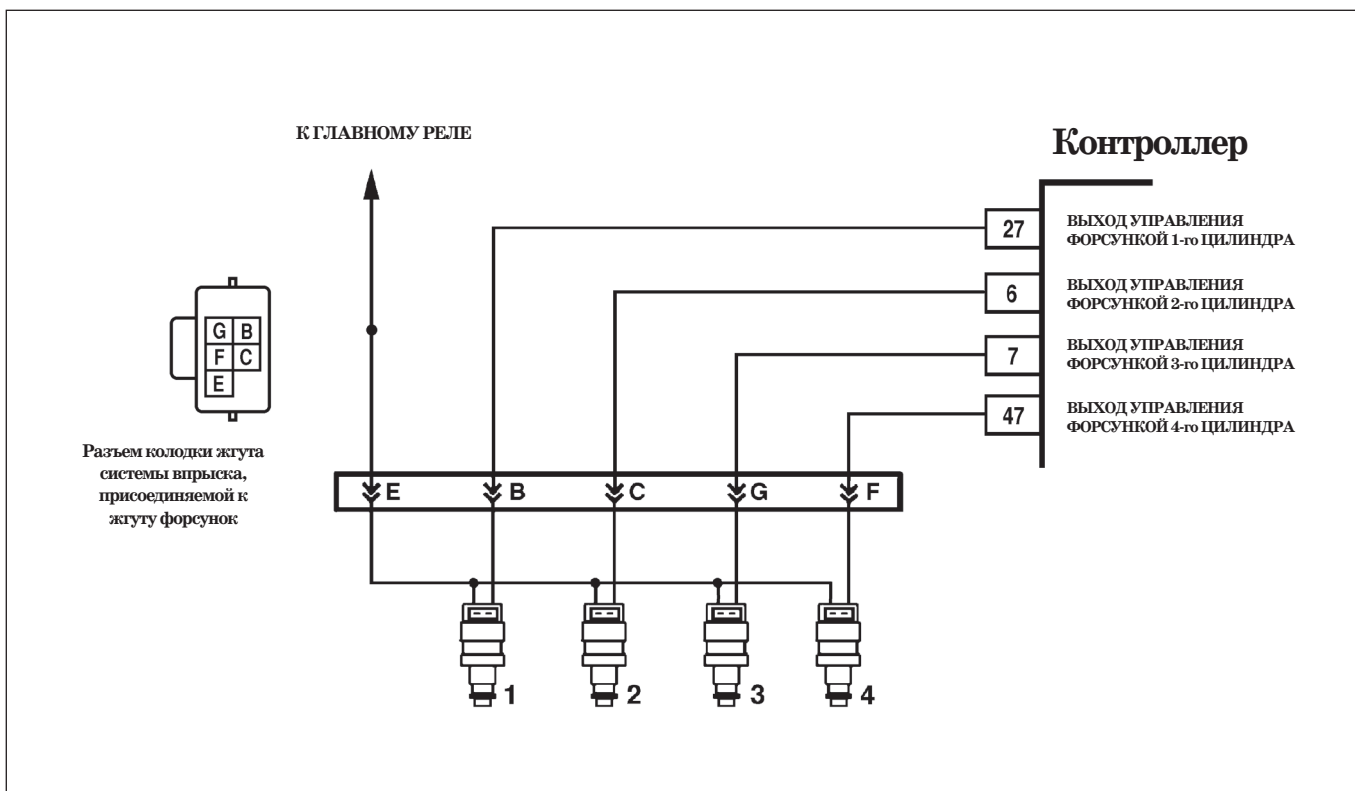 К ГЛАВНОМУ РЕЛЕ
Контроллер
27
ВЫХОД УПРАВЛЕНИЯ
ФОРСУНКОЙ 1-го ЦИЛИНДРА
6
ВЫХОД УПРАВЛЕНИЯ
ФОРСУНКОЙ 2-го ЦИЛИНДРА
7
ВЫХОД УПРАВЛЕНИЯ
ФОРСУНКОЙ 3-го ЦИЛИНДРА
47
ВЫХОД УПРАВЛЕНИЯ
ФОРСУНКОЙ 4-го ЦИЛИНДРА
G B
F C
E
Разъем колодки жгута
системы впрыска,
присоединяемой к
жгуту форсунок
E B C G F
1 2 3 4